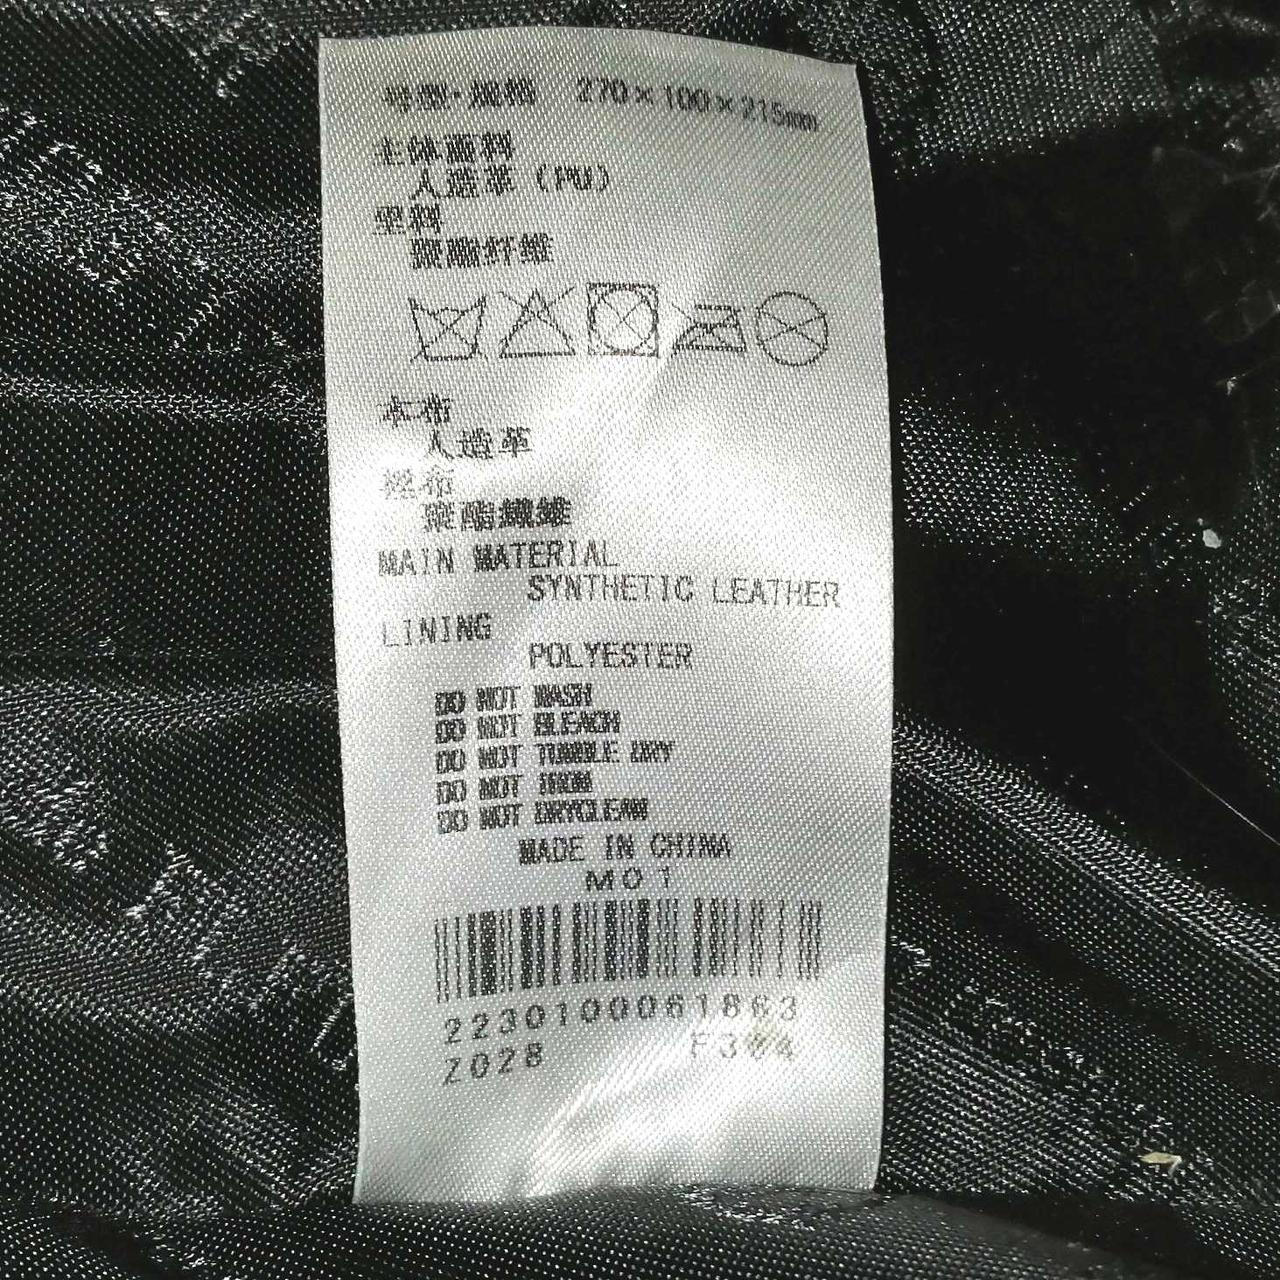 号型·规格 270×100×215mm
主体面料
人造革(PU)
里料
聚酯纤维
本布
人造革
裡布
聚酯纖維
MAIN MATERIAL
SYNTHETIC LEATHER
LINING
POLYESTER
DO NOT WASH
DO NOT BLEACH
DO NOT TUMBLE DRY
DO NOT IRON
DO NOT DRYCLEAN
MADE IN CHINA
M01
2230100061863
Z028